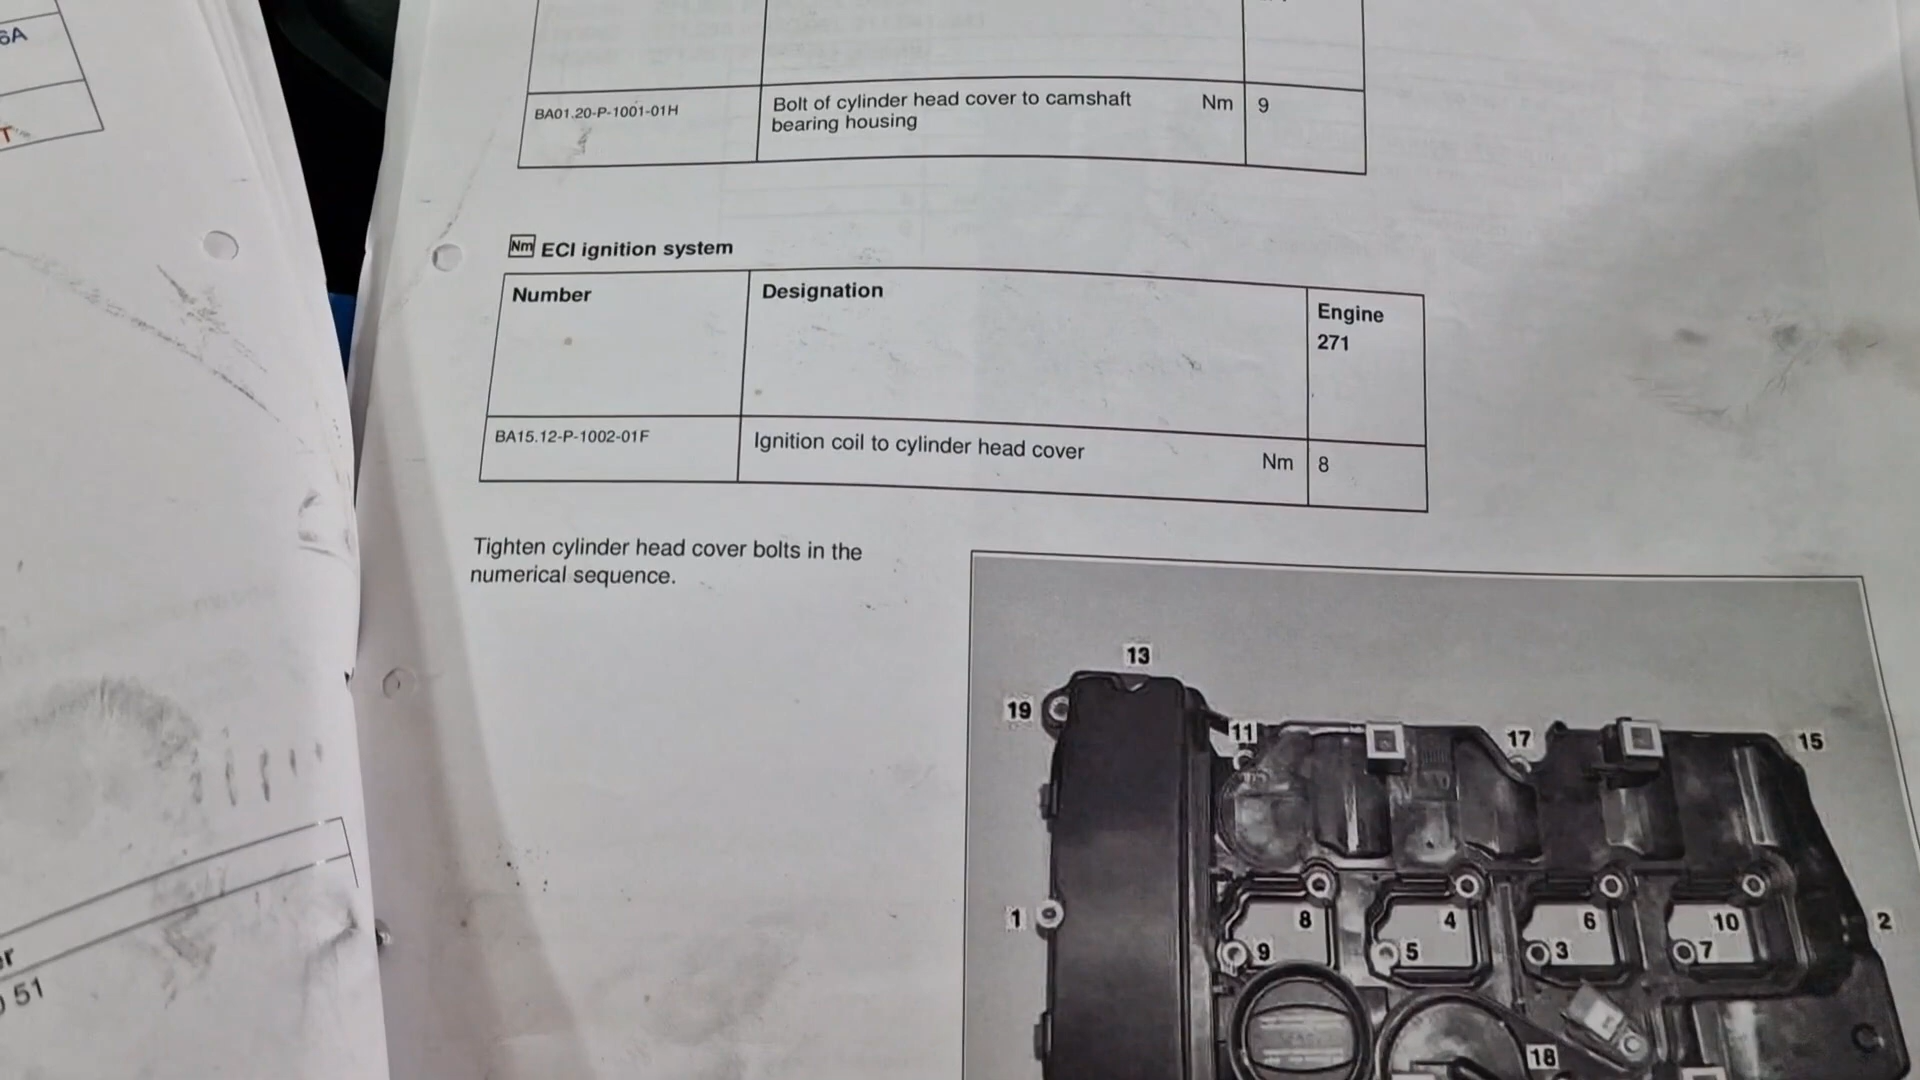 6A
T
BA01.20-P-1001-01H
Bolt of cylinder head cover to camshaft
bearing housing
Nm
9
Nm ECI ignition system
Number
Designation
Engine
271
BA15.12-P-1002-01F
Ignition coil to cylinder head cover
Nm
8
Tighten cylinder head cover bolts in the
numerical sequence.
13
19
11
17
15
1
8
4
6
10
2
9
5
3
7
18
r
51